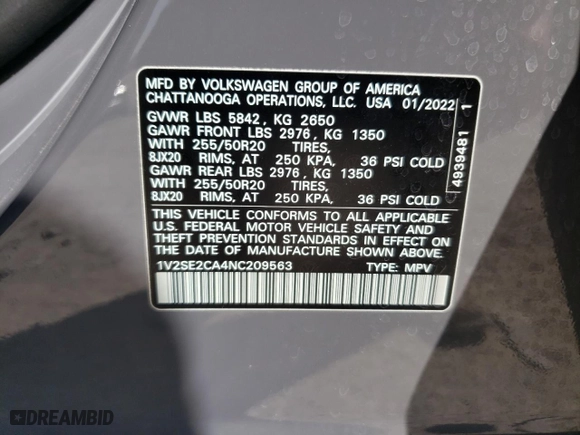 MFD BY VOLKSWAGEN GROUP OF AMERICA
CHATTANOOGA OPERATIONS, LLC. USA 01/2022
GVWR LBS 5842, KG 2650
GAWR FRONT LBS 2976, KG 1350
WITH 255/50R20 TIRES,
8JX20 RIMS, AT 250 KPA, 36 PSI COLD
GAWR REAR LBS 2976, KG 1350
WITH 255/50R20 TIRES,
8JX20 RIMS, AT 250 KPA, 36 PSI COLD
THIS VEHICLE CONFORMS TO ALL APPLICABLE
U.S. FEDERAL MOTOR VEHICLE SAFETY AND
THEFT PREVENTION STANDARDS IN EFFECT ON
THE DATE OF MANUFACTURE SHOWN ABOVE.
1V2SE2CA4NC209563 TYPE: MPV
4939481 1
DREAMBID